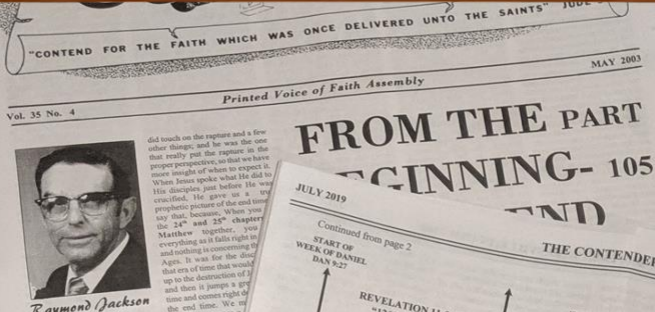 "CONTEND FOR THE FAITH WHICH WAS ONCE DELIVERED UNTO THE SAINTS" JUDE
Vol. 35 No. 4
Printed Voice of Faith Assembly
MAY 2003
did touch on the rapture and a few
other things; and he was the one
that really put the rapture in the
proper perspective, so that we have
more insight of when to expect it.
When Jesus spoke what He did to
His disciples just before He was
crucified, He gave us a
prophetic picture of the end time
say that, because, When you
the 24th and 25th chapters
Matthew together, you
everything as it falls right in
and nothing is concerning th
Ages. It was for the disc
that era of time that would
up to the destruction of
and then it jumps a gre
time and comes right d
the end time. We m
Raymond Jackson
FROM THE PART
GINNING- 105
END
JULY 2019
Continued from page 2
THE CONTENDE
START OF
WEEK OF DANIEL
DAN 9:27
REVELATION